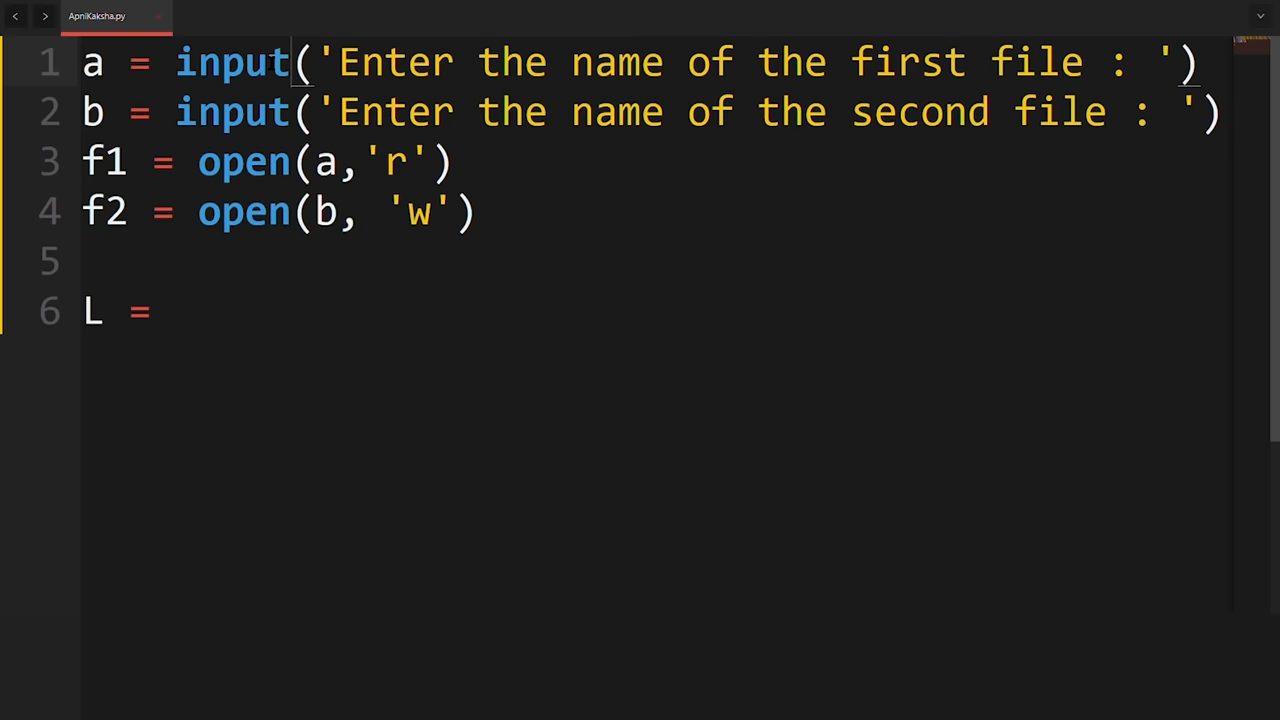 ApniKaksha.py
1 a = input('Enter the name of the first file : ')
2 b = input('Enter the name of the second file : ')
3 f1 = open(a,'r')
4 f2 = open(b, 'w')
5
6 L =